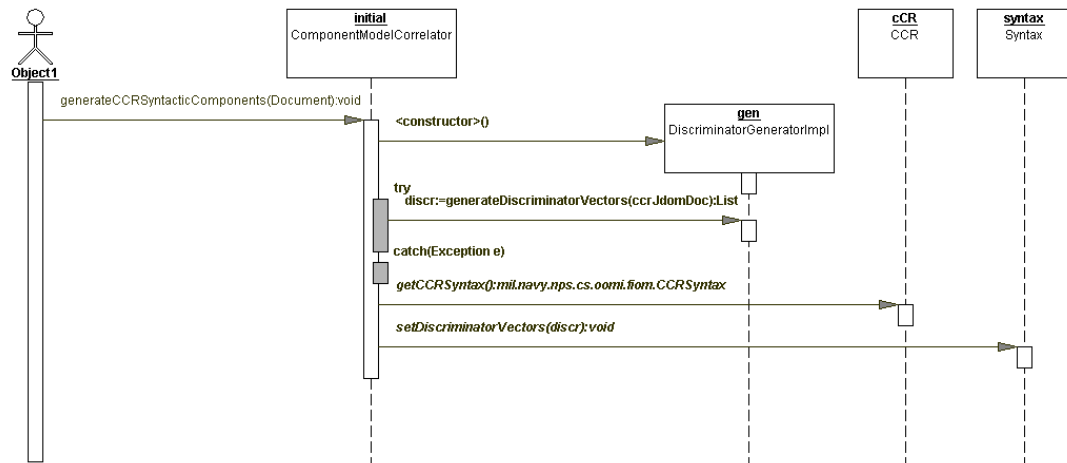 initial
ComponentModelCorrelator
cCR
CCR
syntax
Syntax
Object1
generateCCRSyntacticComponents(Document):void
<constructor>()
gen
DiscriminatorGeneratorImpl
try
discr:=generateDiscriminatorVectors(ccrJdomDoc):List
catch(Exception e)
getCCRSyntax():mil.navy.nps.cs.oomi.fiom.CCRSyntax
setDiscriminatorVectors(discr):void